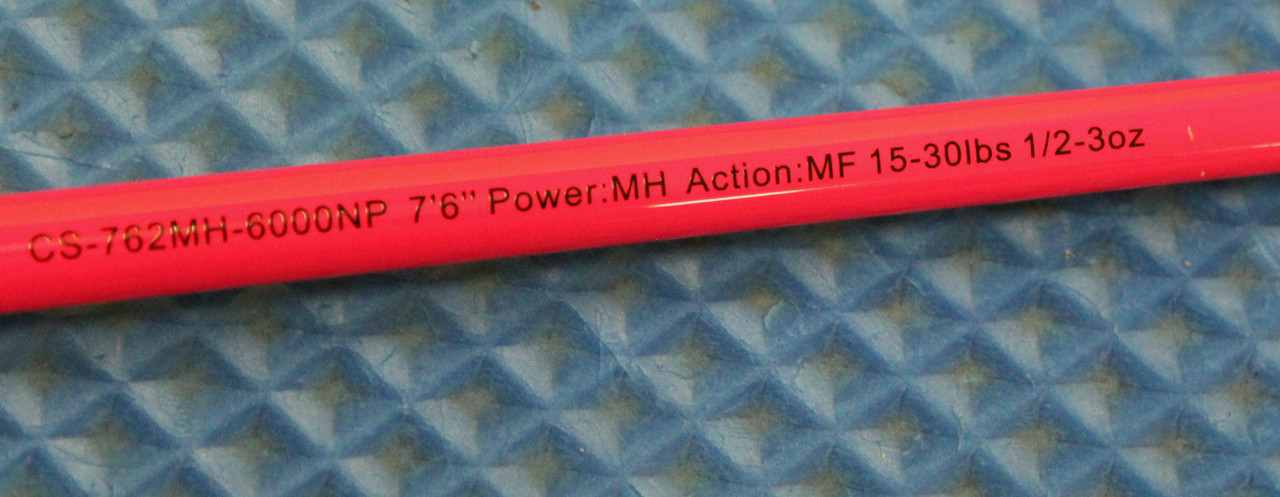 CS-762MH-6000NP 7'6'' Power:MH Action:MF 15-30lbs 1/2-3oz